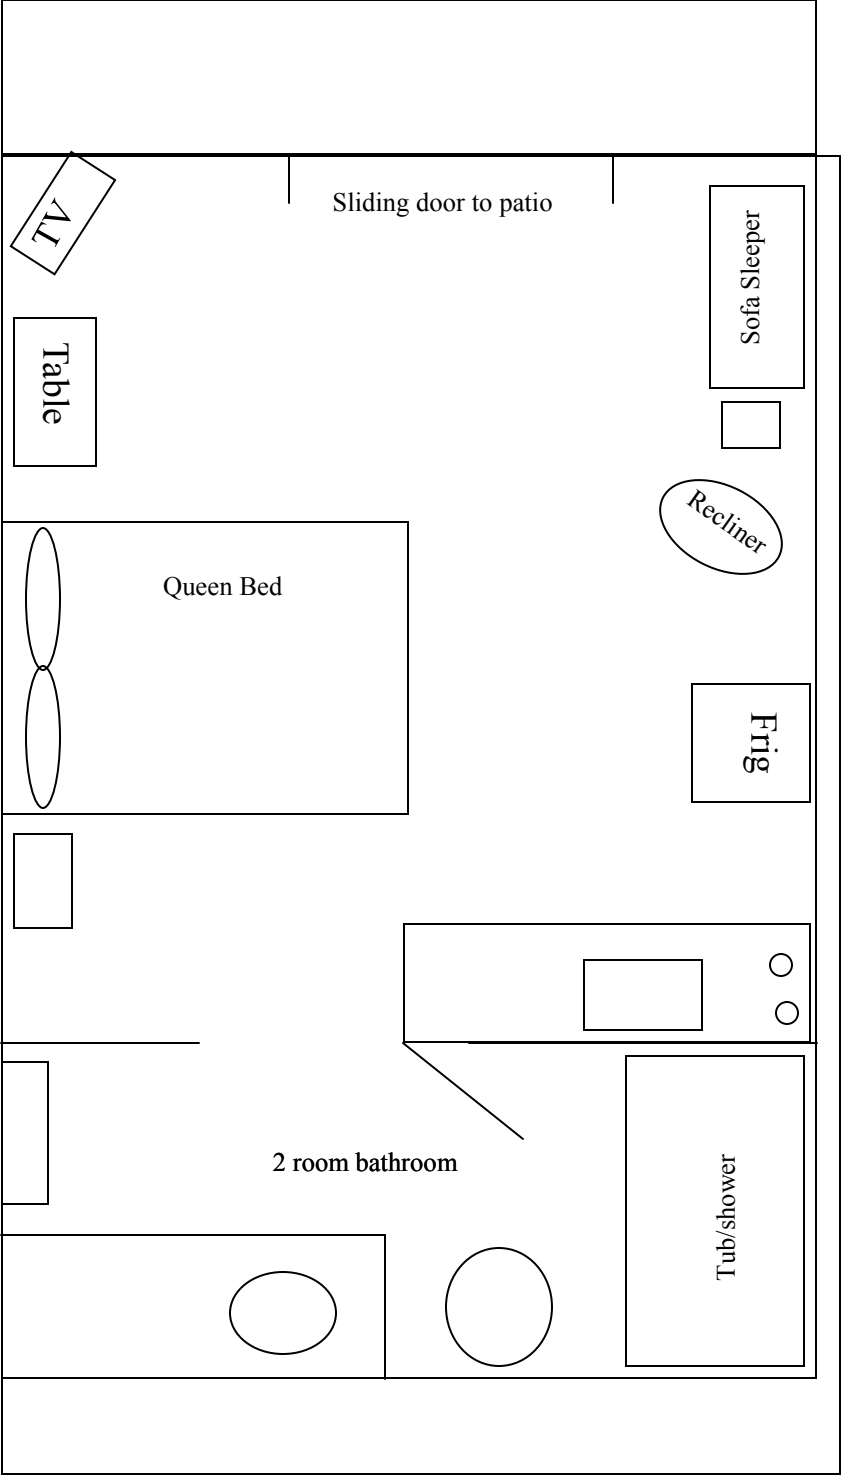 Sliding door to patio
TV
Sofa Sleeper
Table
Recliner
Queen Bed
Frig
2 room bathroom
Tub/shower